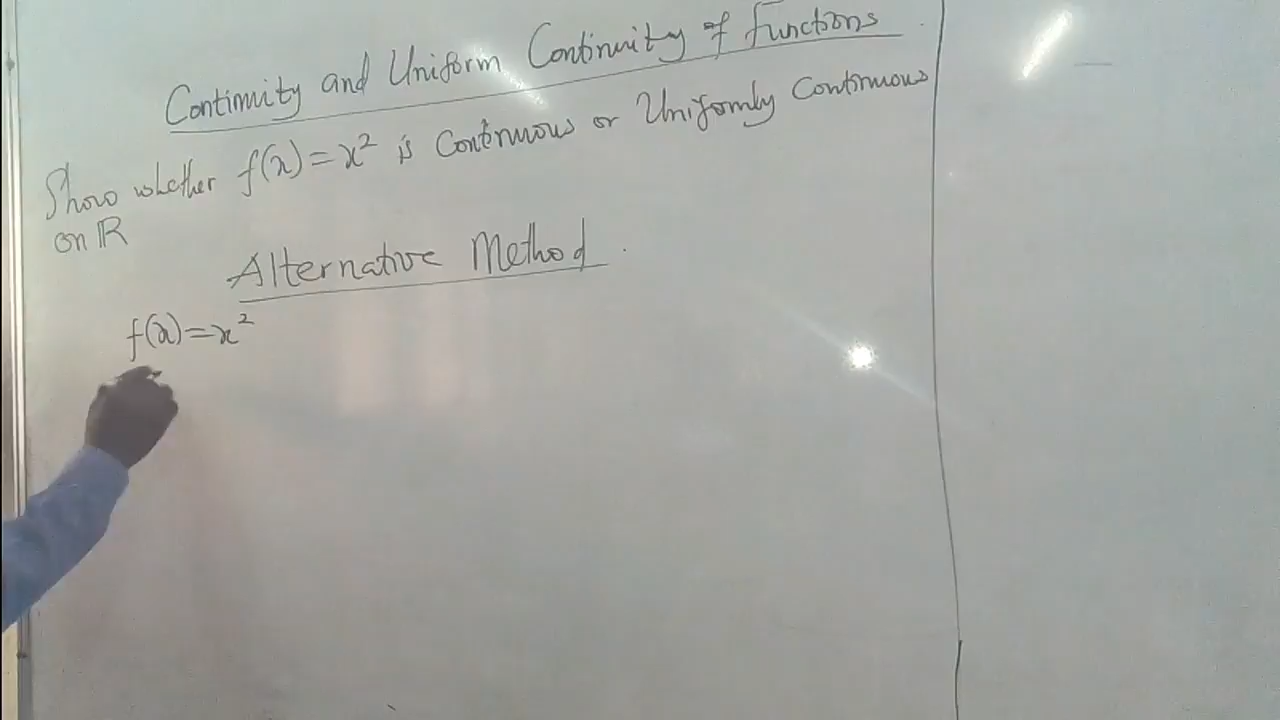 Continuity and Uniform Continuity of Functions
Show whether f(x)=x² is Continuous or Uniformly Continuous
on ℝ
Alternative Method.
f(x)=x²